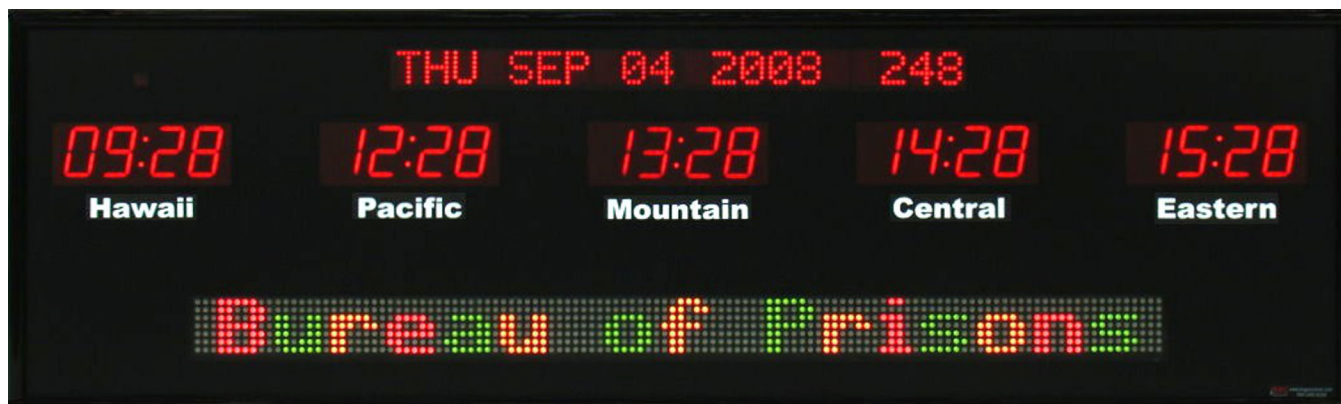 THU SEP 04 2008 248
09:28 12:28 13:28 14:28 15:28
Hawaii Pacific Mountain Central Eastern
Bureau of Prisons